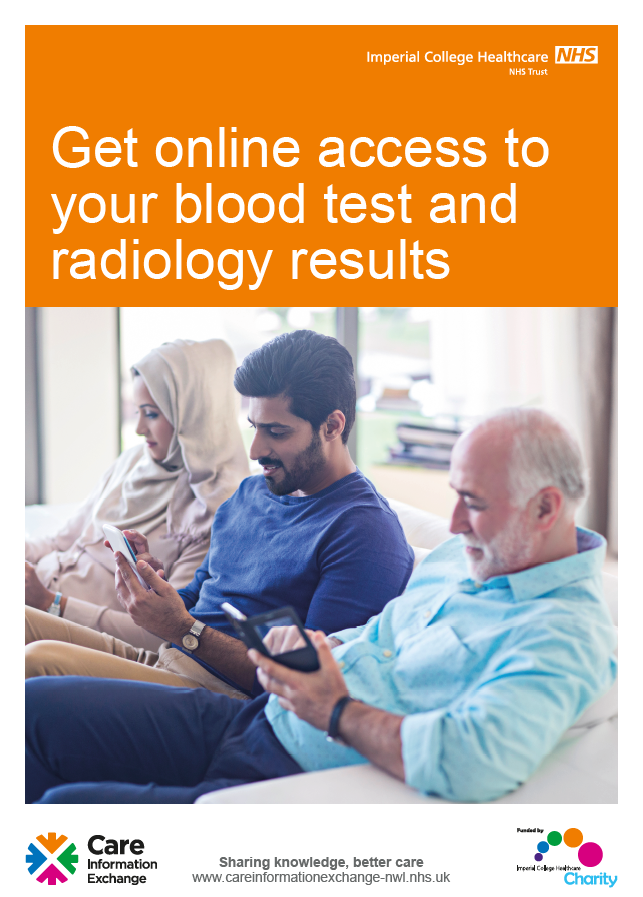 Imperial College Healthcare NHS
NHS Trust
Get online access to
your blood test and
radiology results
Care
Information
Exchange
Sharing knowledge, better care
www.careinformationexchange-nwl.nhs.uk
Funded by
Imperial College Healthcare
Charity